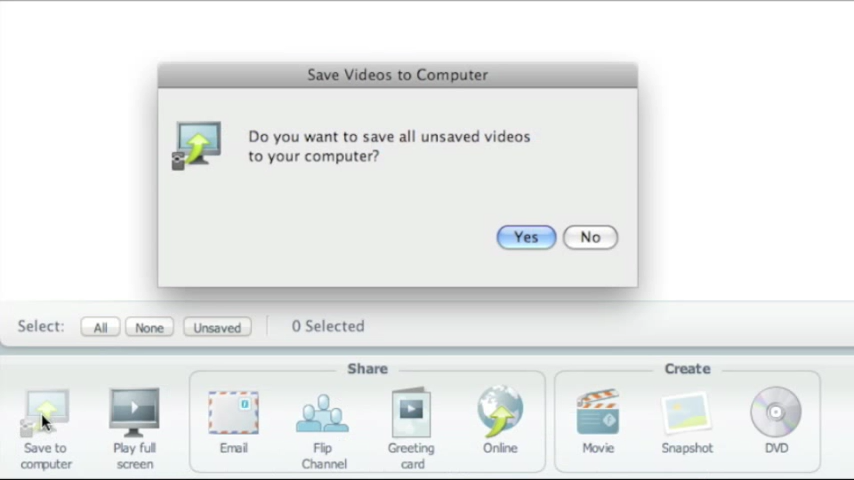 Save Videos to Computer
Do you want to save all unsaved videos
to your computer?
Yes No
Select: All None Unsaved 0 Selected
Share Create
Save to
computer
Play full
screen
Email
Flip
Channel
Greeting
card
Online
Movie
Snapshot
DVD